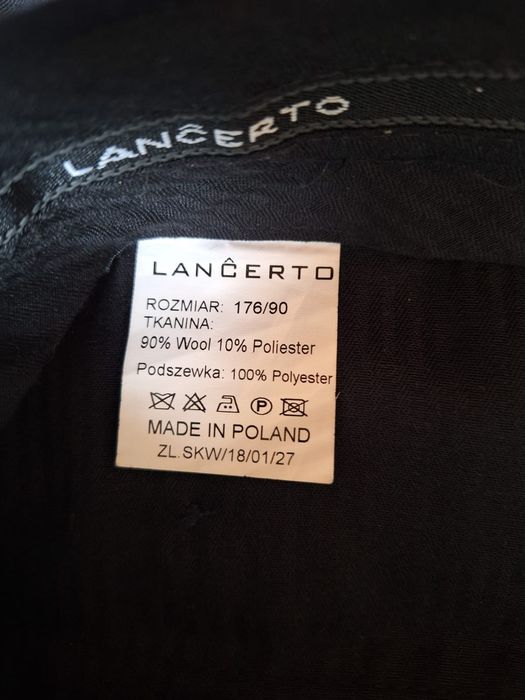 LANĈERTO
LANĈERTO
ROZMIAR: 176/90
TKANINA:
90% Wool 10% Poliester
Podszewka: 100% Polyester
P
MADE IN POLAND
ZL.SKW/18/01/27